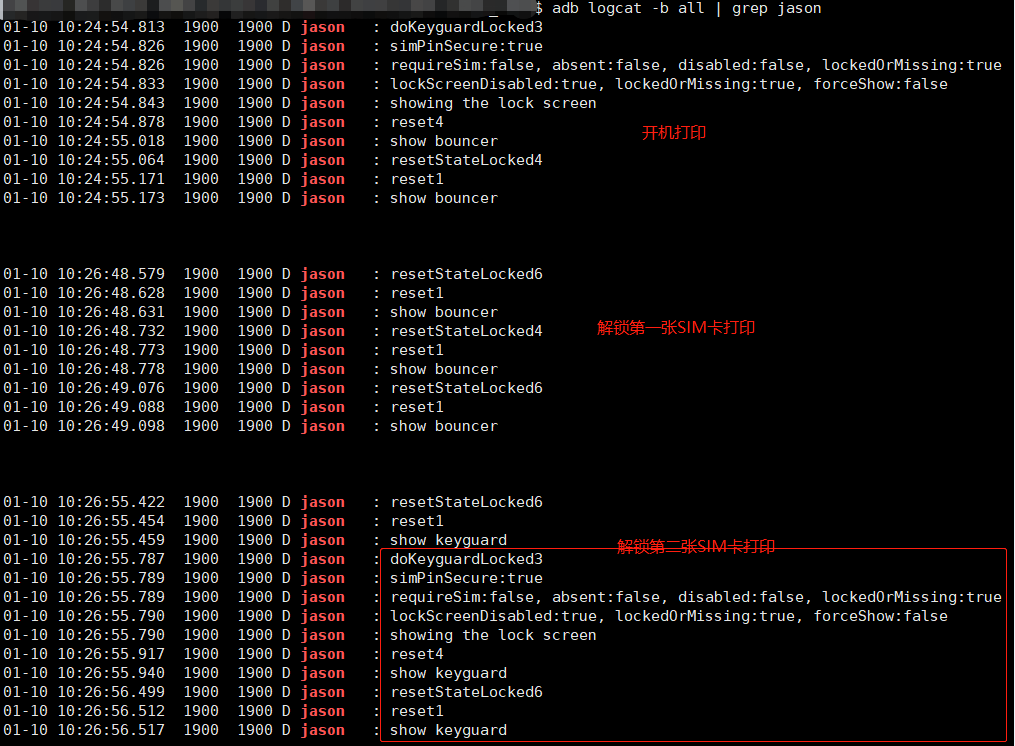 $ adb logcat -b all | grep jason
01-10 10:24:54.813  1900  1900 D jason   : doKeyguardLocked3
01-10 10:24:54.826  1900  1900 D jason   : simPinSecure:true
01-10 10:24:54.826  1900  1900 D jason   : requireSim:false, absent:false, disabled:false, lockedOrMissing:true
01-10 10:24:54.833  1900  1900 D jason   : lockScreenDisabled:true, lockedOrMissing:true, forceShow:false
01-10 10:24:54.843  1900  1900 D jason   : showing the lock screen
01-10 10:24:54.878  1900  1900 D jason   : reset4
开机打印
01-10 10:24:55.018  1900  1900 D jason   : show bouncer
01-10 10:24:55.064  1900  1900 D jason   : resetStateLocked4
01-10 10:24:55.171  1900  1900 D jason   : reset1
01-10 10:24:55.173  1900  1900 D jason   : show bouncer
01-10 10:26:48.579  1900  1900 D jason   : resetStateLocked6
01-10 10:26:48.628  1900  1900 D jason   : reset1
01-10 10:26:48.631  1900  1900 D jason   : show bouncer
解锁第一张SIM卡打印
01-10 10:26:48.732  1900  1900 D jason   : resetStateLocked4
01-10 10:26:48.773  1900  1900 D jason   : reset1
01-10 10:26:48.778  1900  1900 D jason   : show bouncer
01-10 10:26:49.076  1900  1900 D jason   : resetStateLocked6
01-10 10:26:49.088  1900  1900 D jason   : reset1
01-10 10:26:49.098  1900  1900 D jason   : show bouncer
01-10 10:26:55.422  1900  1900 D jason   : resetStateLocked6
01-10 10:26:55.454  1900  1900 D jason   : reset1
01-10 10:26:55.459  1900  1900 D jason   : show keyguard
解锁第二张SIM卡打印
01-10 10:26:55.787  1900  1900 D jason   : doKeyguardLocked3
01-10 10:26:55.789  1900  1900 D jason   : simPinSecure:true
01-10 10:26:55.789  1900  1900 D jason   : requireSim:false, absent:false, disabled:false, lockedOrMissing:true
01-10 10:26:55.790  1900  1900 D jason   : lockScreenDisabled:true, lockedOrMissing:true, forceShow:false
01-10 10:26:55.790  1900  1900 D jason   : showing the lock screen
01-10 10:26:55.917  1900  1900 D jason   : reset4
01-10 10:26:55.940  1900  1900 D jason   : show keyguard
01-10 10:26:56.499  1900  1900 D jason   : resetStateLocked6
01-10 10:26:56.512  1900  1900 D jason   : reset1
01-10 10:26:56.517  1900  1900 D jason   : show keyguard